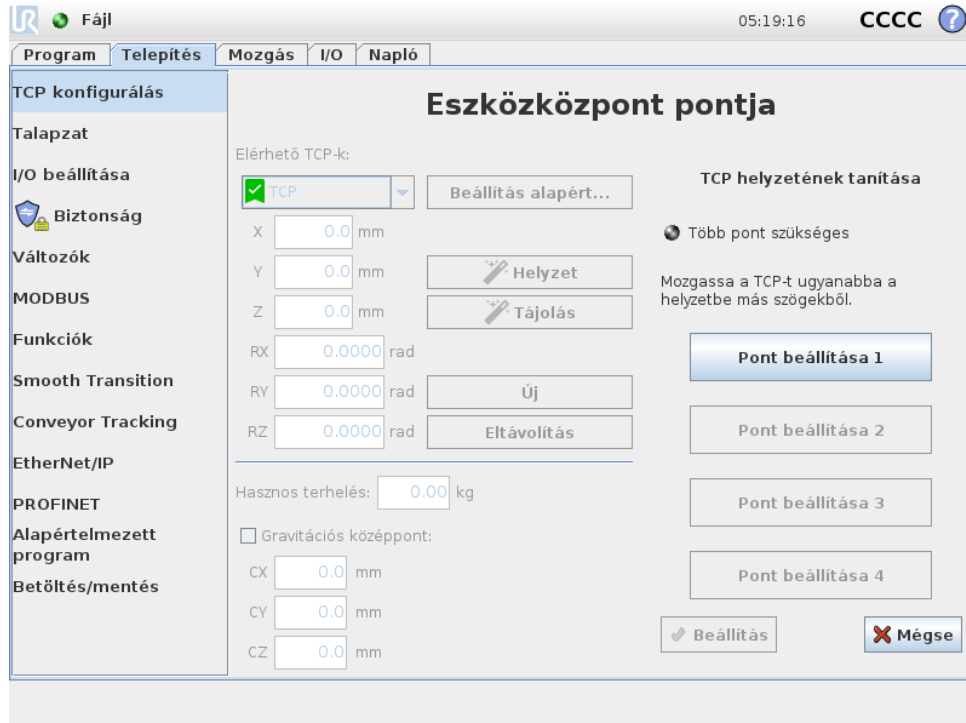 UR Fájl 05:19:16 CCCC ?
Program Telepítés Mozgás I/O Napló
TCP konfigurálás
Talapzat
I/O beállítása
Biztonság
Változók
MODBUS
Funkciók
Smooth Transition
Conveyor Tracking
EtherNet/IP
PROFINET
Alapértelmezett
program
Betöltés/mentés
Eszközközpont pontja
Elérhető TCP-k:
TCP Beállítás alapért...
X 0.0 mm
Y 0.0 mm Helyzet
Z 0.0 mm Tájolás
RX 0.0000 rad
RY 0.0000 rad Új
RZ 0.0000 rad Eltávolítás
Hasznos terhelés: 0.00 kg
Gravitációs középpont:
CX 0.0 mm
CY 0.0 mm
CZ 0.0 mm
TCP helyzetének tanítása
Több pont szükséges
Mozgassa a TCP-t ugyanabba a
helyzetbe más szögekből.
Pont beállítása 1
Pont beállítása 2
Pont beállítása 3
Pont beállítása 4
Beállítás Mégse